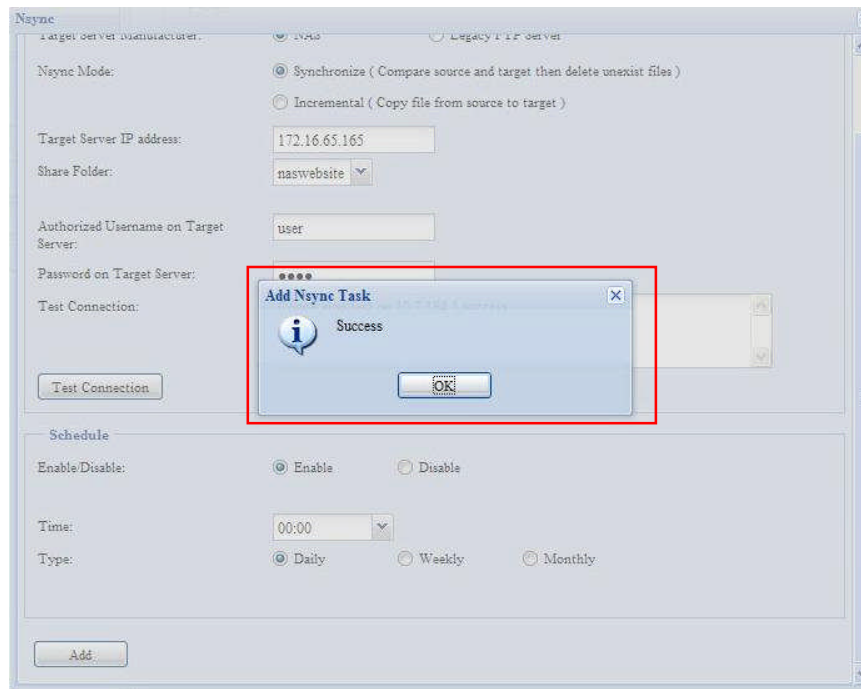 Nsync
Target Server Manufacturer: NAS Legacy FTP Server
Nsync Mode: Synchronize ( Compare source and target then delete unexist files )
Incremental ( Copy file from source to target )
Target Server IP address: 172.16.65.165
Share Folder: naswebsite
Authorized Username on Target
Server:
user
Password on Target Server: ●●●●
Test Connection:
Add Nsync Task
Success
OK
Test Connection
Schedule
Enable/Disable: Enable Disable
Time: 00:00
Type: Daily Weekly Monthly
Add